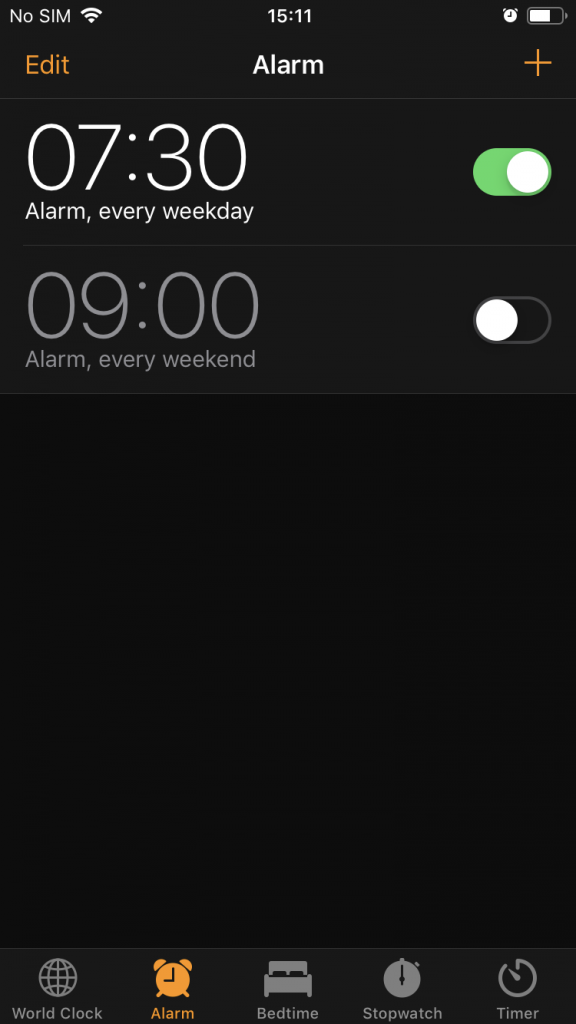 No SIM 15:11
Edit Alarm +
07:30
Alarm, every weekday
09:00
Alarm, every weekend
World Clock Alarm Bedtime Stopwatch Timer